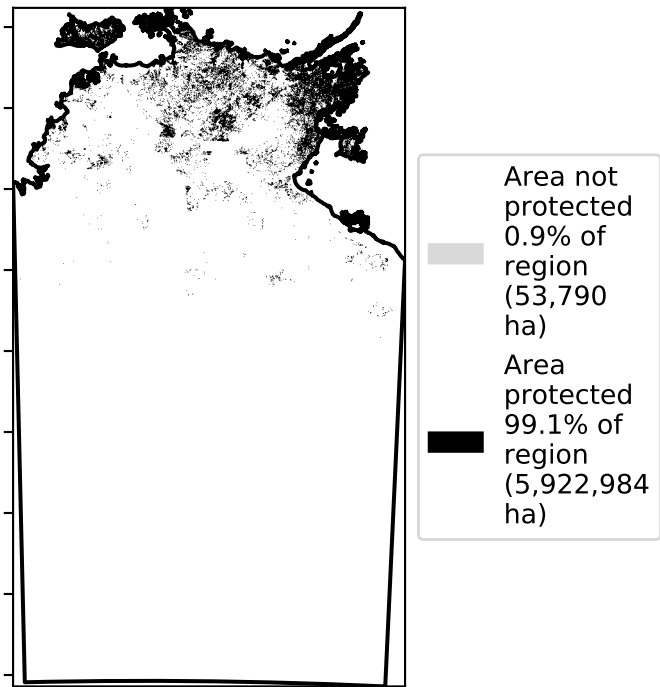 Area not
protected
0.9% of
region
(53,790
ha)
Area
protected
99.1% of
region
(5,922,984
ha)